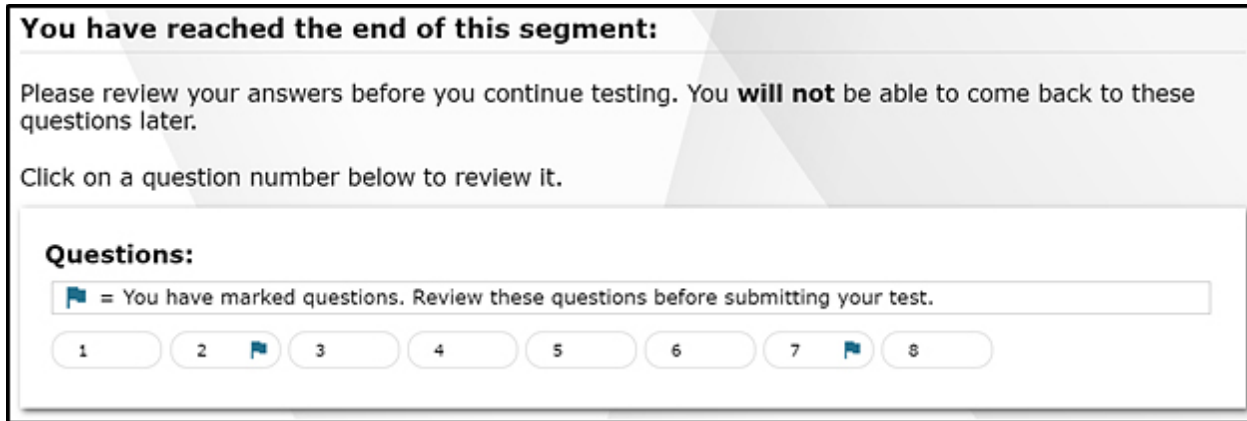 You have reached the end of this segment:
Please review your answers before you continue testing. You will not be able to come back to these
questions later.
Click on a question number below to review it.
Questions:
= You have marked questions. Review these questions before submitting your test.
1 2 3 4 5 6 7 8